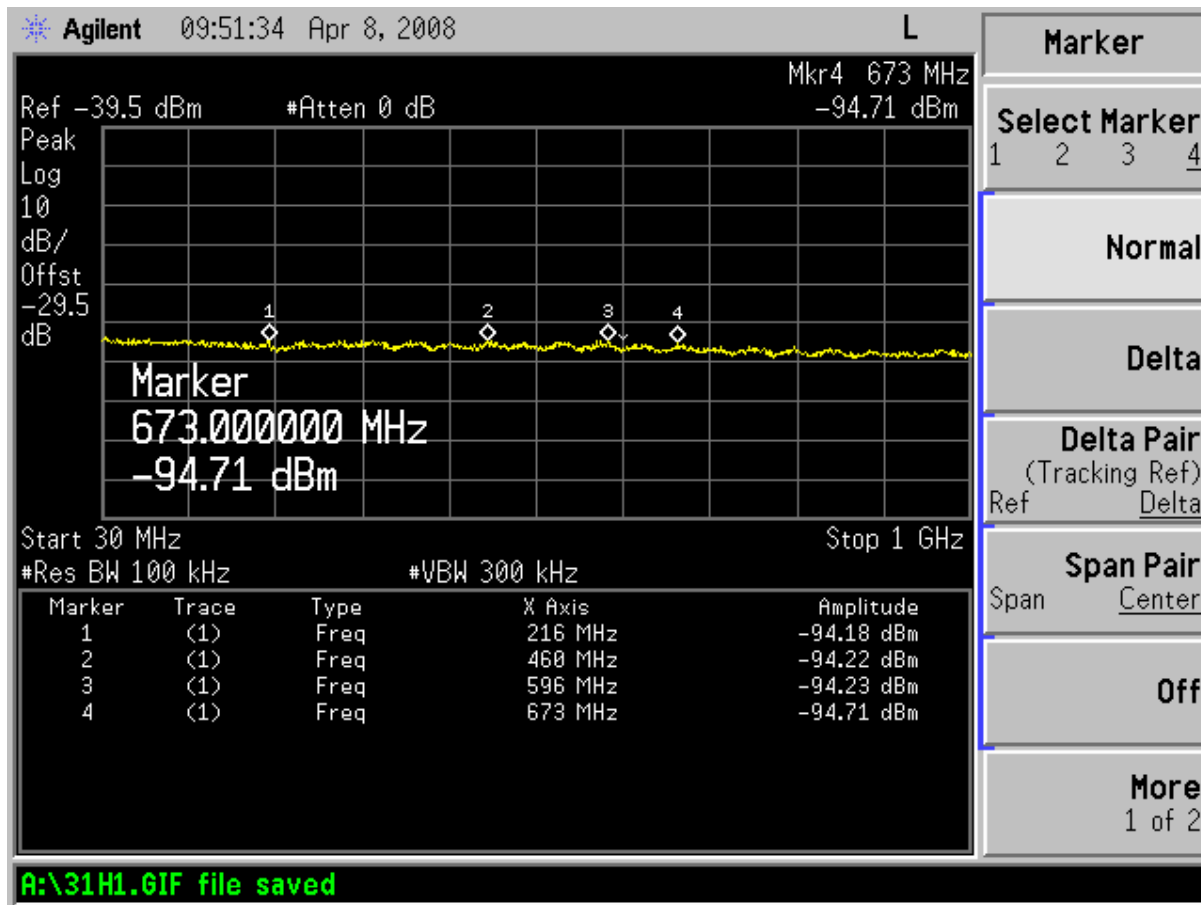 Agilent 09:51:34 Apr 8, 2008 L
Mkr4 673 MHz
Ref -39.5 dBm #Atten 0 dB -94.71 dBm
Peak
Log
10
dB/
Offst
-29.5
dB
1 2 3 4
Marker
673.000000 MHz
-94.71 dBm
Start 30 MHz Stop 1 GHz
#Res BW 100 kHz #VBW 300 kHz
Marker Trace Type X Axis Amplitude
1 (1) Freq 216 MHz -94.18 dBm
2 (1) Freq 460 MHz -94.22 dBm
3 (1) Freq 596 MHz -94.23 dBm
4 (1) Freq 673 MHz -94.71 dBm
A:\31H1.GIF file saved
Marker
Select Marker
1 2 3 4
Normal
Delta
Delta Pair
(Tracking Ref)
Ref Delta
Span Pair
Span Center
Off
More
1 of 2